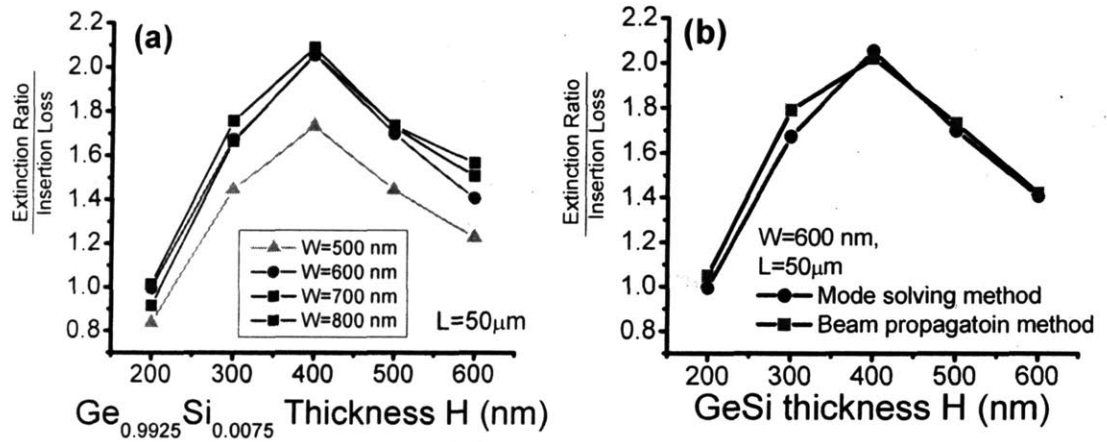 (a)
Extinction Ratio
Insertion Loss
2.2
2.0
1.8
1.6
1.4
1.2
1.0
0.8
W=500 nm
W=600 nm
W=700 nm
W=800 nm
L=50μm
200 300 400 500 600
Ge0.9925Si0.0075 Thickness H (nm)
(b)
Extinction Ratio
Insertion Loss
2.2
2.0
1.8
1.6
1.4
1.2
1.0
0.8
W=600 nm,
L=50μm
Mode solving method
Beam propagatoin method
200 300 400 500 600
GeSi thickness H (nm)